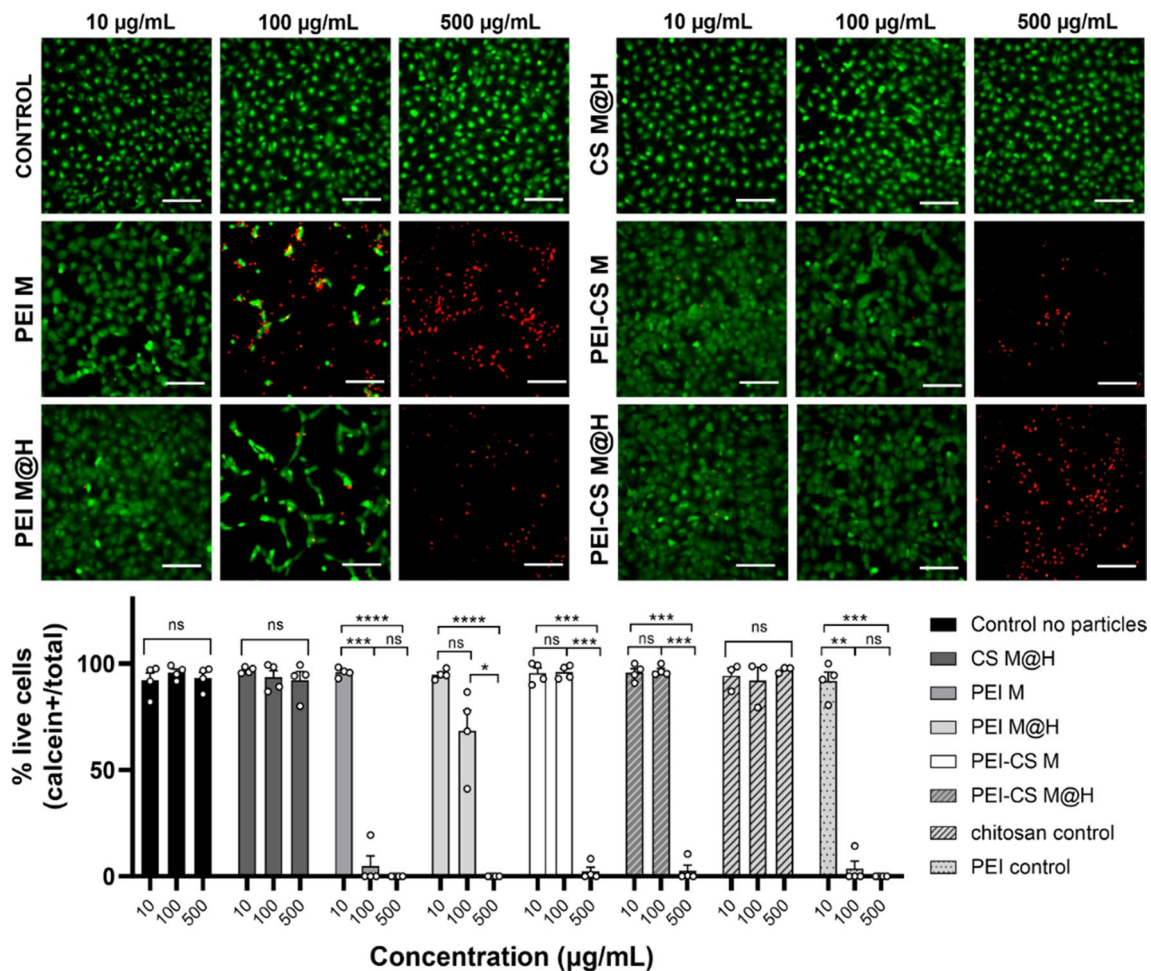 10 µg/mL 100 µg/mL 500 µg/mL 10 µg/mL 100 µg/mL 500 µg/mL
CONTROL
CS M@H
PEI M
PEI-CS M
PEI M@H
PEI-CS M@H
% live cells
(calcein+/total)
100
50
0
ns
ns
****
*** ns
****
ns
*
***
ns ***
***
ns ***
ns
***
** ns
10 100 500 10 100 500 10 100 500 10 100 500 10 100 500 10 100 500 10 100 500 10 100 500
Concentration (µg/mL)
Control no particles
CS M@H
PEI M
PEI M@H
PEI-CS M
PEI-CS M@H
chitosan control
PEI control